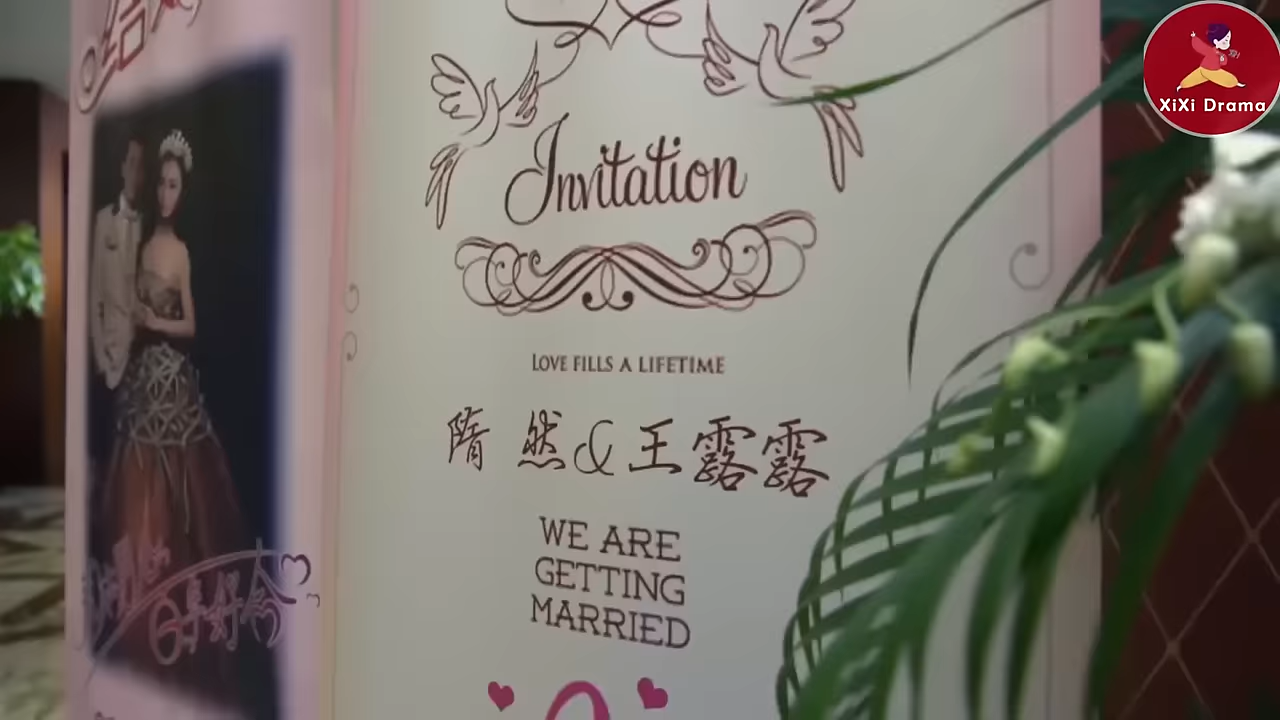 XiXi Drama
Invitation
LOVE FILLS A LIFETIME
隋 然&王露露
WE ARE
GETTING
MARRIED